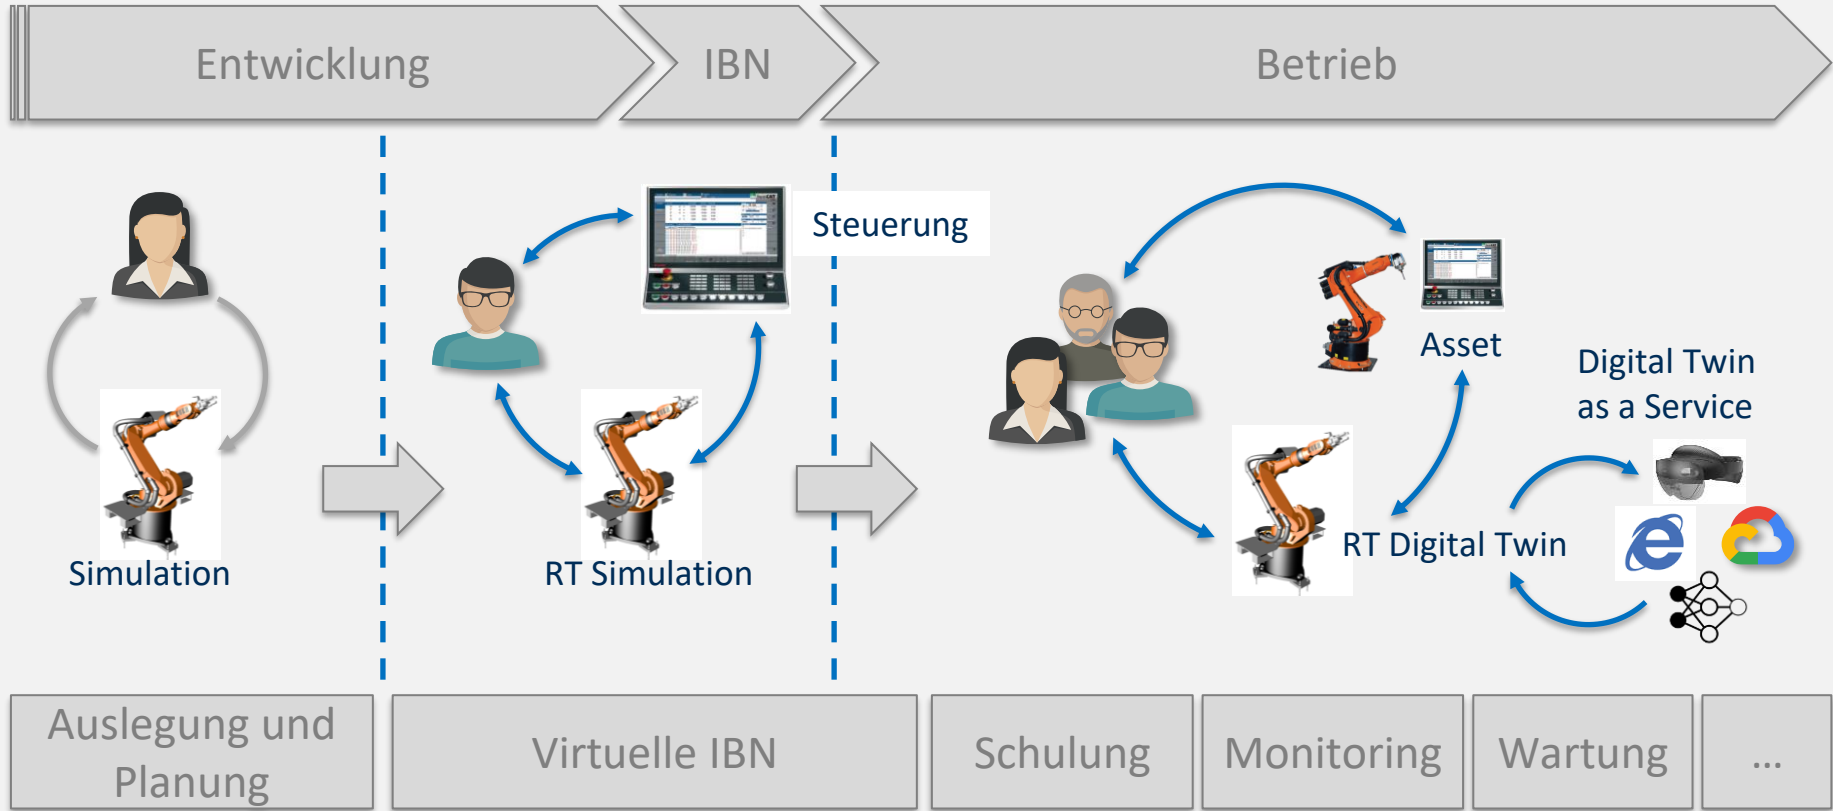 Entwicklung
IBN
Betrieb
Steuerung
Asset
Digital Twin
as a Service
RT Digital Twin
Simulation
RT Simulation
Auslegung und
Planung
Virtuelle IBN
Schulung
Monitoring
Wartung
...